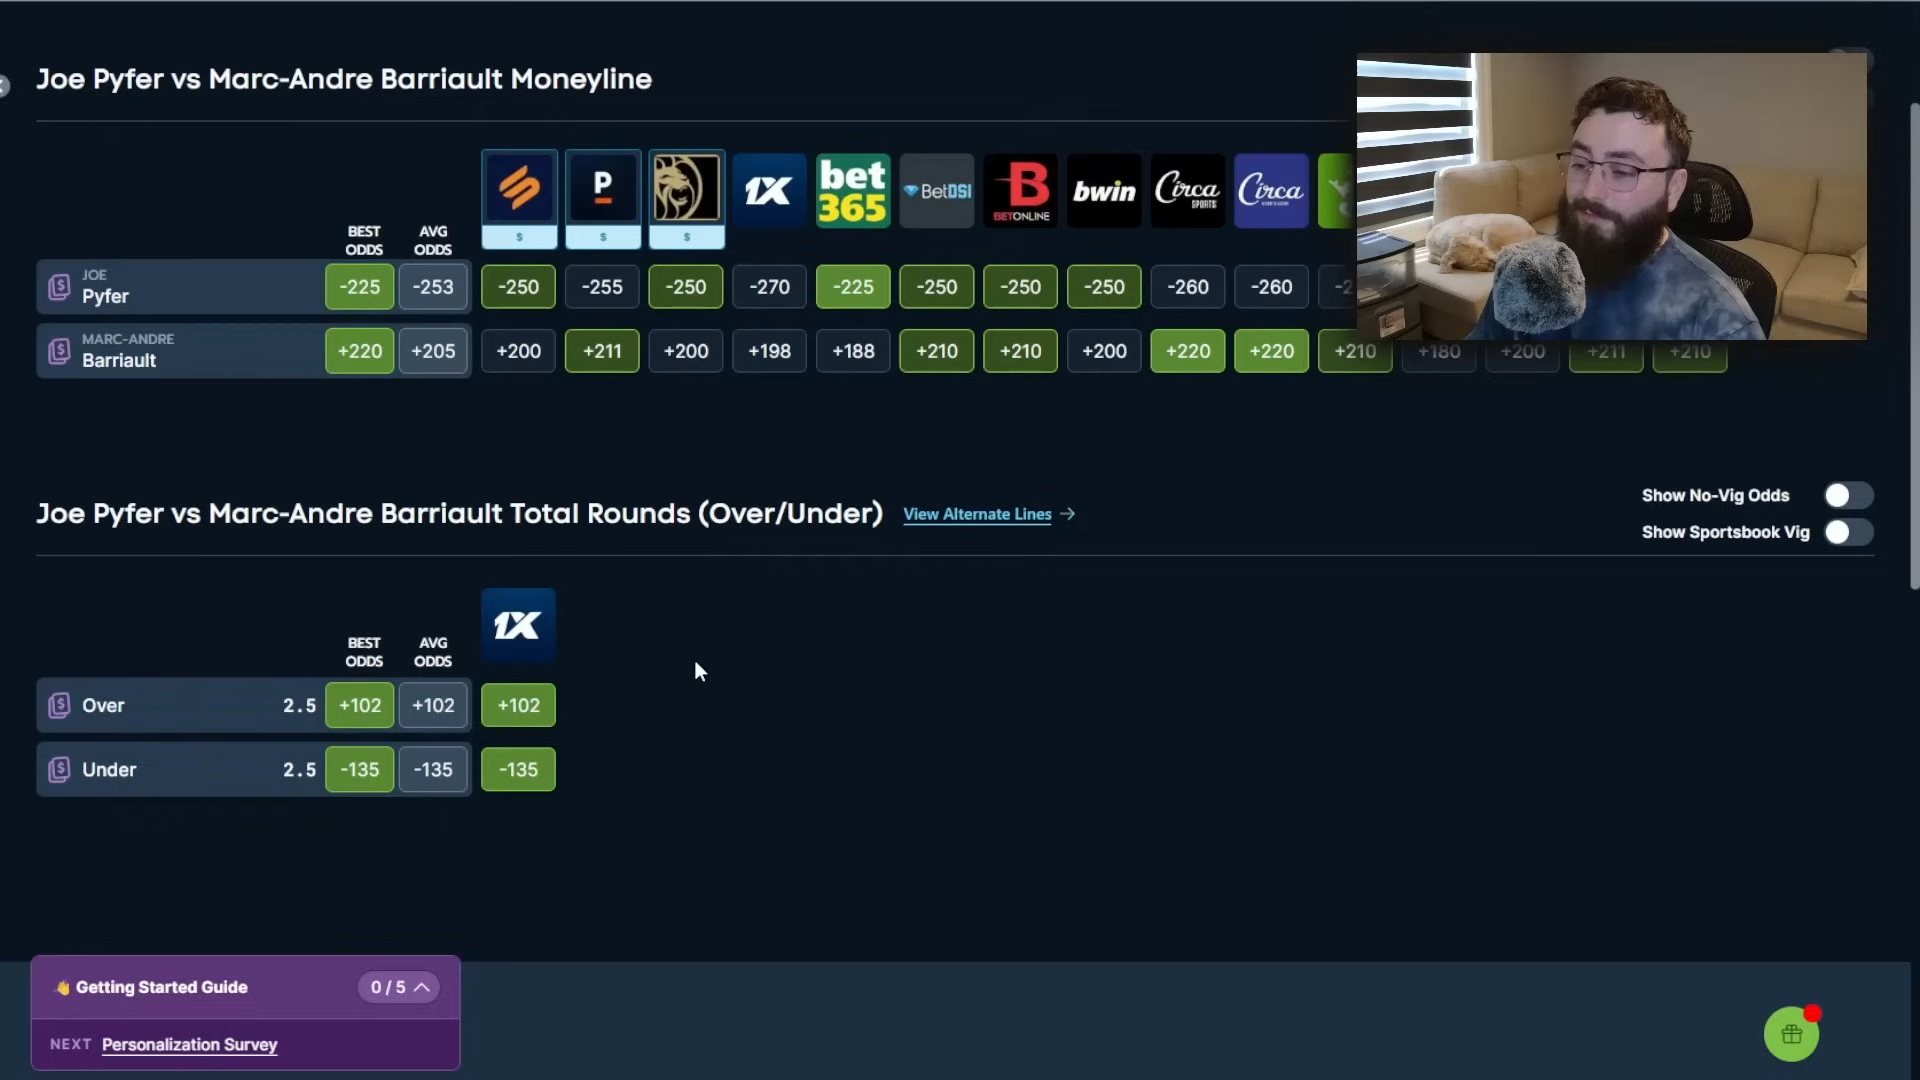 Joe Pyfer vs Marc-Andre Barriault Moneyline
P
1X
bet365
BetDSI
B BETONLINE
bwin
Circa SPORTS
Circa
BEST ODDS
AVG ODDS
$ $ $
JOE
Pyfer
-225 -253 -250 -255 -250 -270 -225 -250 -250 -250 -260 -260 -2
MARC-ANDRE
Barriault
+220 +205 +200 +211 +200 +198 +188 +210 +210 +200 +220 +220 +210 +180 +200 +211 +210
Joe Pyfer vs Marc-Andre Barriault Total Rounds (Over/Under) View Alternate Lines →
Show No-Vig Odds
Show Sportsbook Vig
1X
BEST ODDS
AVG ODDS
Over 2.5 +102 +102 +102
Under 2.5 -135 -135 -135
👋 Getting Started Guide 0 / 5
NEXT Personalization Survey